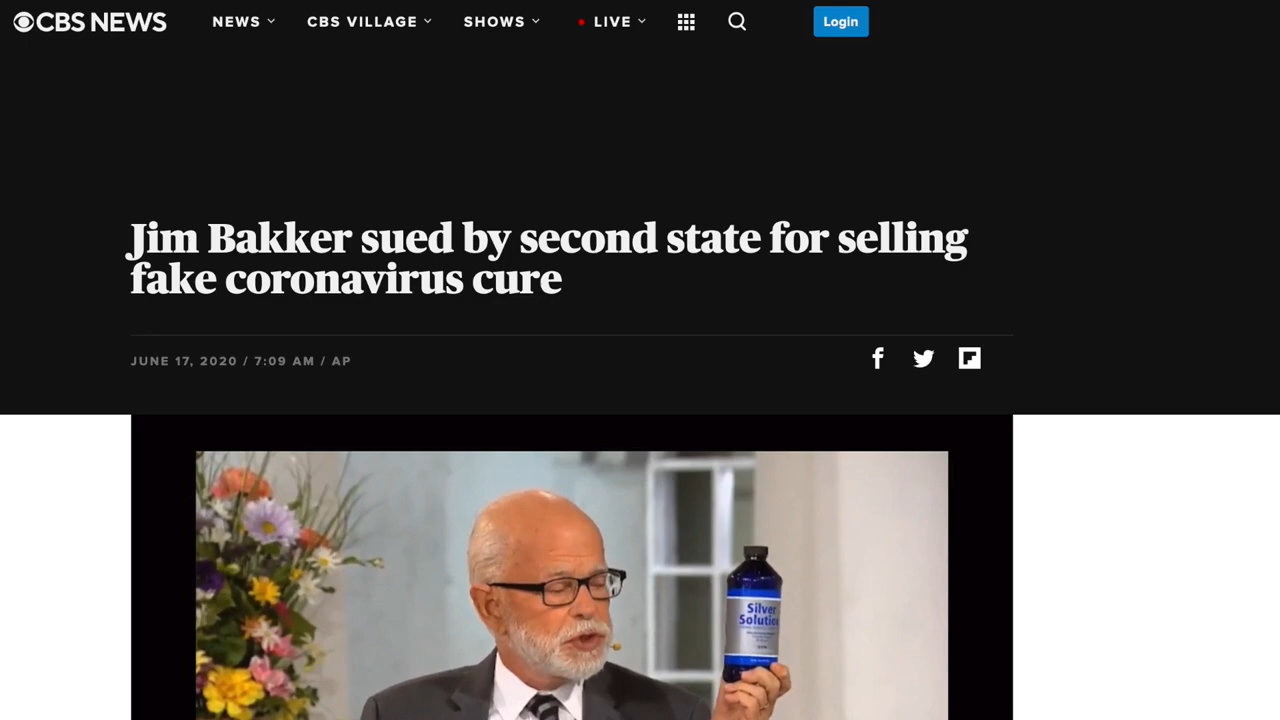 CBS NEWS NEWS CBS VILLAGE SHOWS LIVE Login
Jim Bakker sued by second state for selling
fake coronavirus cure
JUNE 17, 2020 / 7:09 AM / AP
Silver
Solution